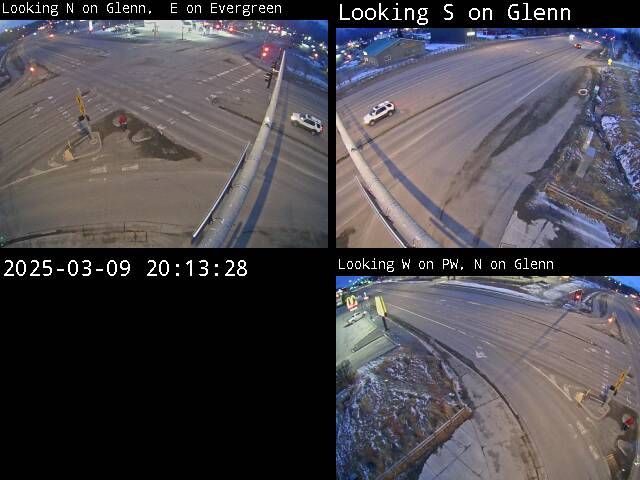 Looking N on Glenn,  E on Evergreen
Looking S on Glenn
2025-03-09 20:13:28
Looking W on PW, N on Glenn